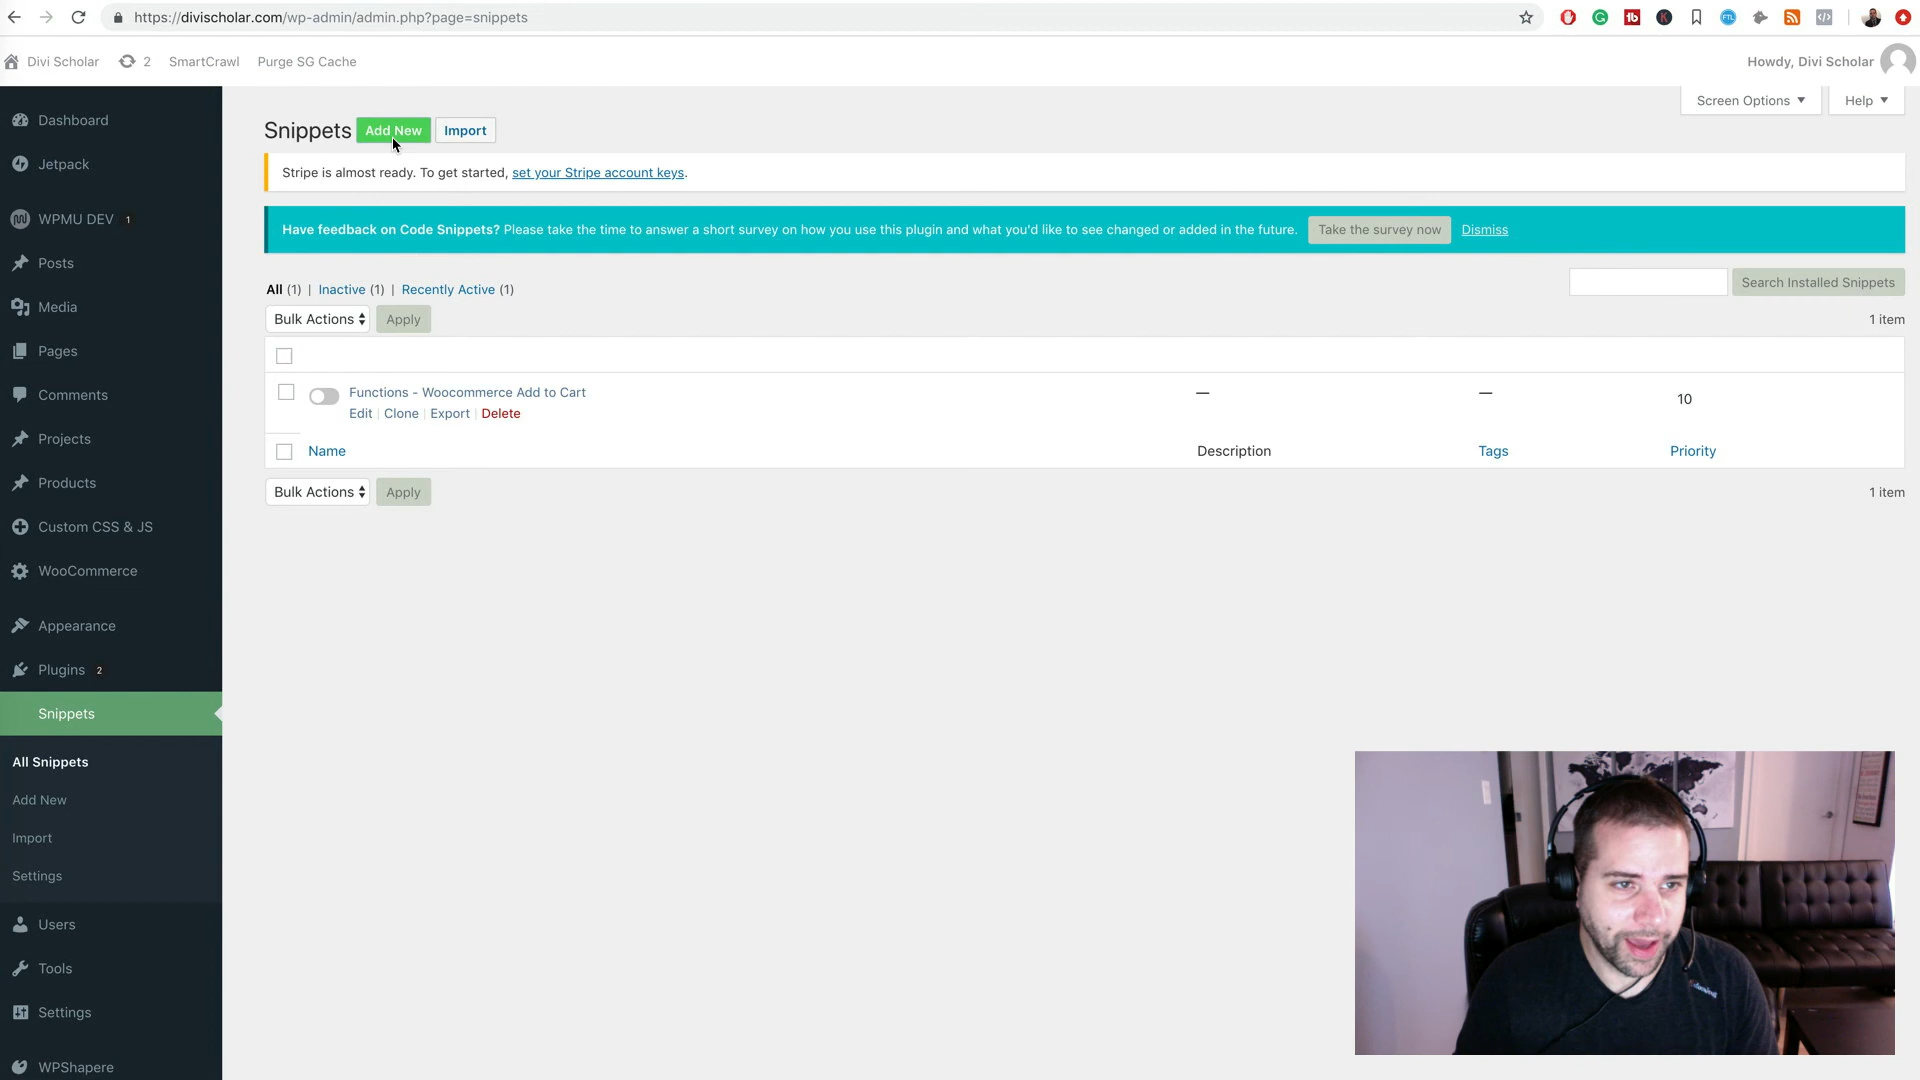 https://divischolar.com/wp-admin/admin.php?page=snippets
Divi Scholar 2 SmartCrawl Purge SG Cache Howdy, Divi Scholar
Screen Options Help
Dashboard
Jetpack
WPMU DEV 1
Posts
Media
Pages
Comments
Projects
Products
Custom CSS & JS
WooCommerce
Appearance
Plugins 2
Snippets
All Snippets
Add New
Import
Settings
Users
Tools
Settings
WPShapere
Snippets Add New Import
Stripe is almost ready. To get started, set your Stripe account keys.
Have feedback on Code Snippets? Please take the time to answer a short survey on how you use this plugin and what you'd like to see changed or added in the future. Take the survey now Dismiss
All (1) | Inactive (1) | Recently Active (1)
Search Installed Snippets
Bulk Actions Apply 1 item
Functions - Woocommerce Add to Cart — — 10
Edit | Clone | Export | Delete
Name Description Tags Priority
Bulk Actions Apply 1 item